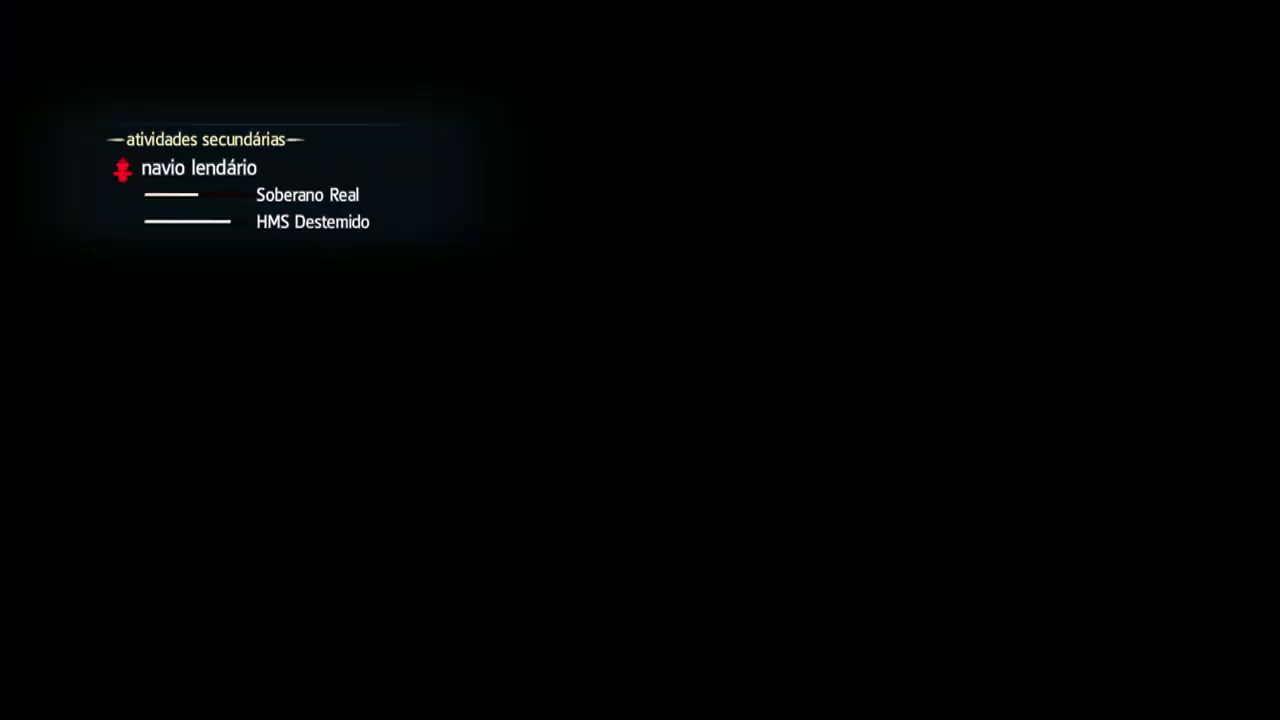 atividades secundárias
navio lendário
Soberano Real
HMS Destemido